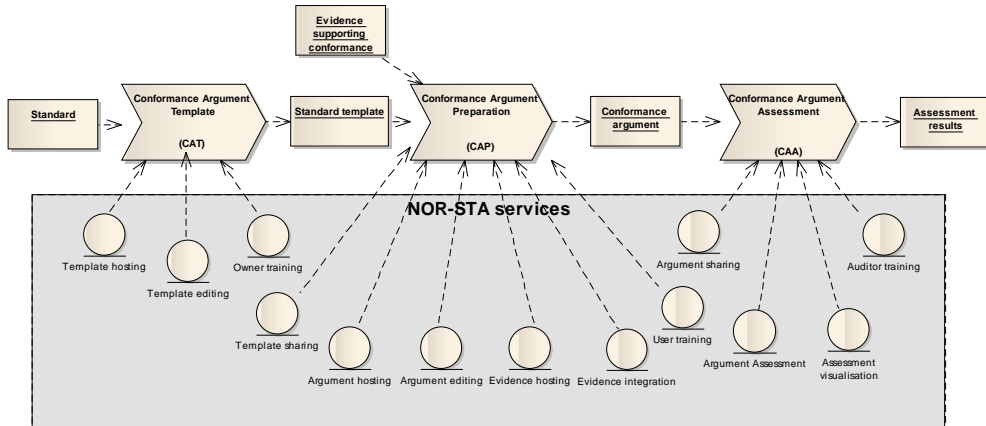 Evidence
supporting
conformance
Standard
Conformance Argument
Template
(CAT)
Standard template
Conformance Argument
Preparation
(CAP)
Conformance
argument
Conformance Argument
Assessment
(CAA)
Assessment
results
NOR-STA services
Template hosting
Template editing
Owner training
Template sharing
Argument hosting
Argument editing
Evidence hosting
Evidence integration
User training
Argument sharing
Argument Assessment
Assessment
visualisation
Auditor training